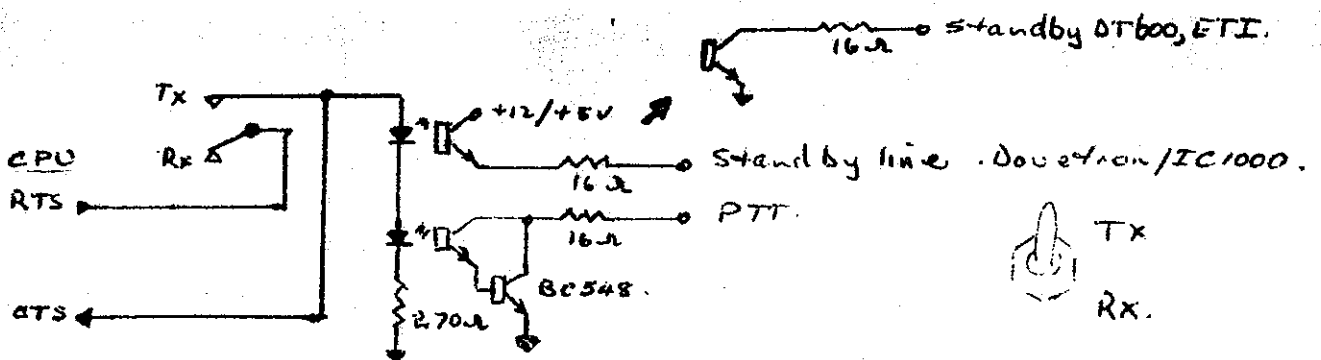 16Ω
standby DT600, ETI.
Tx
+12/+5V
CPU
Rx
Standby line . Dovetron/IC1000.
16Ω
RTS
PTT.
16Ω
Tx
BC548.
CTS
270Ω
Rx.